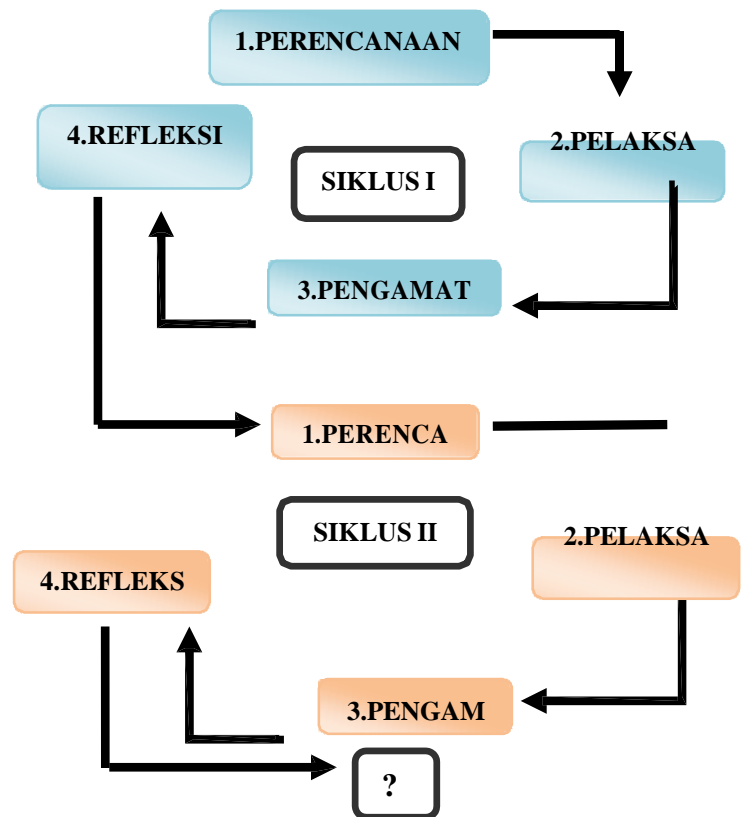 1.PERENCANAAN
4.REFLEKSI
2.PELAKSA
SIKLUS I
3.PENGAMAT
1.PERENCA
SIKLUS II
2.PELAKSA
4.REFLEKS
3.PENGAM
?